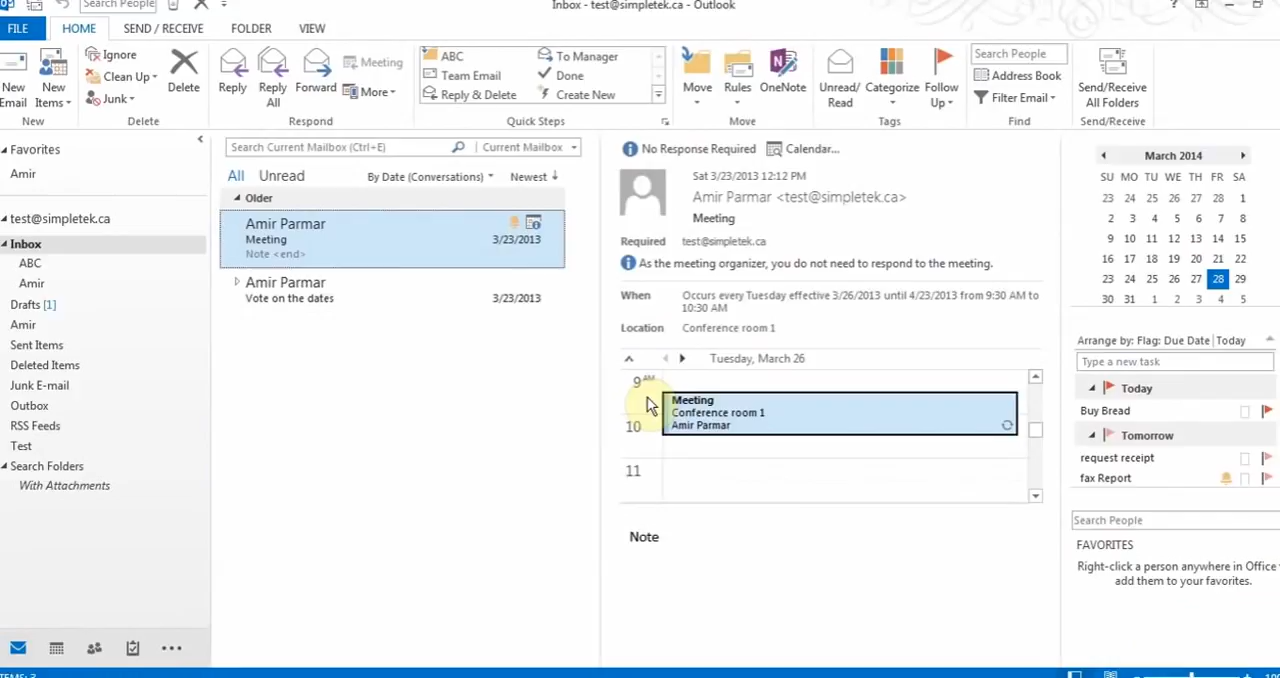 Search People
Inbox - test@simpletek.ca - Outlook
FILE
HOME
SEND / RECEIVE
FOLDER
VIEW
New Email
New Items
New
Ignore
Clean Up
Junk
Delete
Delete
Reply
Reply All
Forward
Meeting
More
Respond
ABC
Team Email
Reply & Delete
To Manager
Done
Create New
Quick Steps
Move
Rules
OneNote
Move
Unread/ Read
Categorize
Follow Up
Tags
Search People
Address Book
Filter Email
Find
Send/Receive All Folders
Send/Receive
Favorites
Amir
test@simpletek.ca
Inbox
ABC
Amir
Drafts [1]
Amir
Sent Items
Deleted Items
Junk E-mail
Outbox
RSS Feeds
Test
Search Folders
With Attachments
Search Current Mailbox (Ctrl+E)
Current Mailbox
All Unread
By Date (Conversations)
Newest
Older
Amir Parmar
Meeting 3/23/2013
Note <end>
Amir Parmar
Vote on the dates 3/23/2013
No Response Required
Calendar...
Sat 3/23/2013 12:12 PM
Amir Parmar <test@simpletek.ca>
Meeting
Required test@simpletek.ca
As the meeting organizer, you do not need to respond to the meeting.
When Occurs every Tuesday effective 3/26/2013 until 4/23/2013 from 9:30 AM to
10:30 AM
Location Conference room 1
Tuesday, March 26
9 AM
Meeting
Conference room 1
10 Amir Parmar
11
Note
March 2014
SU MO TU WE TH FR SA
23 24 25 26 27 28 1
2 3 4 5 6 7 8
9 10 11 12 13 14 15
16 17 18 19 20 21 22
23 24 25 26 27 28 29
30 31 1 2 3 4 5
Arrange by: Flag: Due Date Today
Type a new task
Today
Buy Bread
Tomorrow
request receipt
fax Report
Search People
FAVORITES
Right-click a person anywhere in Office
add them to your favorites.